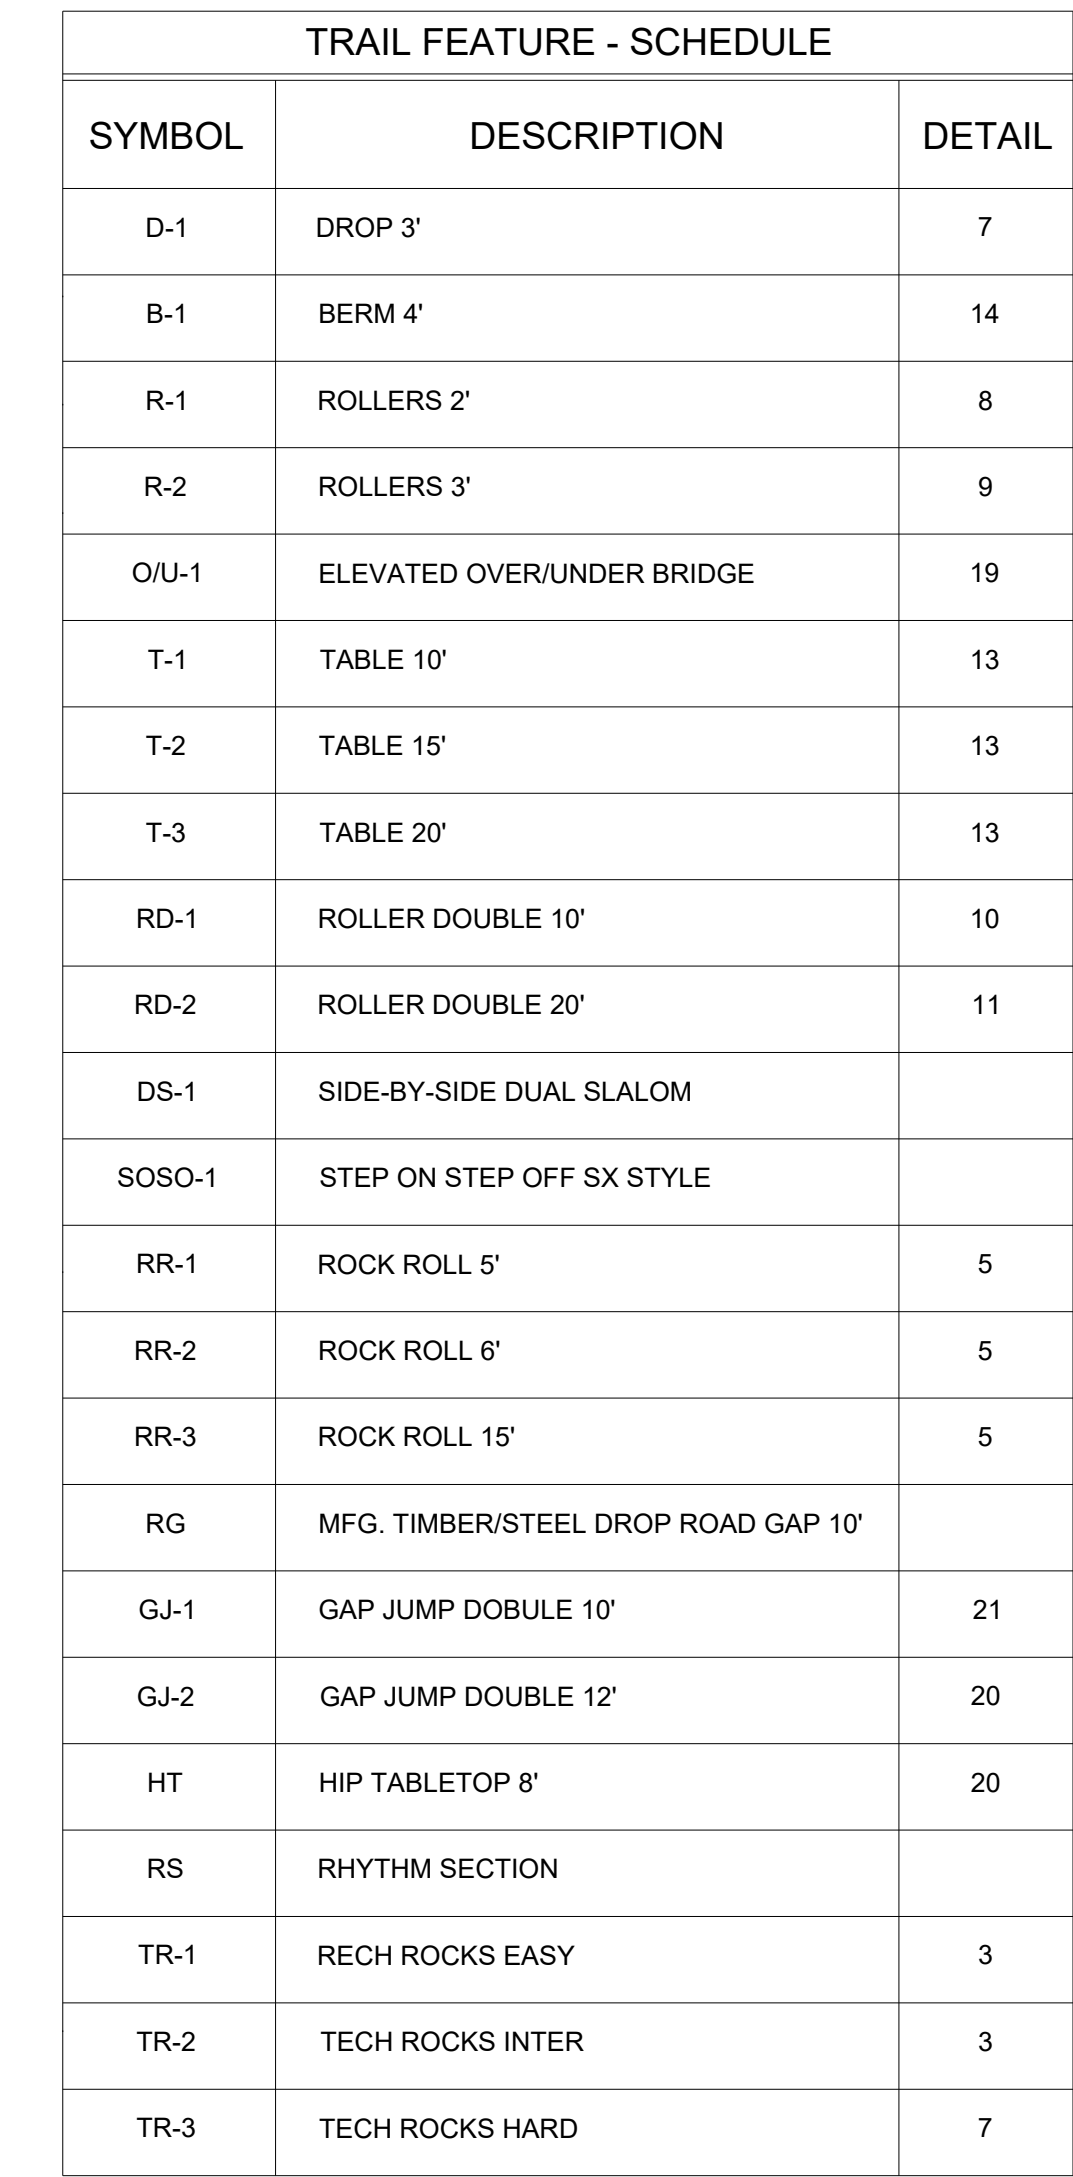 TRAIL FEATURE - SCHEDULE
SYMBOL DESCRIPTION DETAIL
D-1 DROP 3' 7
B-1 BERM 4' 14
R-1 ROLLERS 2' 8
R-2 ROLLERS 3' 9
O/U-1 ELEVATED OVER/UNDER BRIDGE 19
T-1 TABLE 10' 13
T-2 TABLE 15' 13
T-3 TABLE 20' 13
RD-1 ROLLER DOUBLE 10' 10
RD-2 ROLLER DOUBLE 20' 11
DS-1 SIDE-BY-SIDE DUAL SLALOM
SOSO-1 STEP ON STEP OFF SX STYLE
RR-1 ROCK ROLL 5' 5
RR-2 ROCK ROLL 6' 5
RR-3 ROCK ROLL 15' 5
RG MFG. TIMBER/STEEL DROP ROAD GAP 10'
GJ-1 GAP JUMP DOBULE 10' 21
GJ-2 GAP JUMP DOUBLE 12' 20
HT HIP TABLETOP 8' 20
RS RHYTHM SECTION
TR-1 RECH ROCKS EASY 3
TR-2 TECH ROCKS INTER 3
TR-3 TECH ROCKS HARD 7